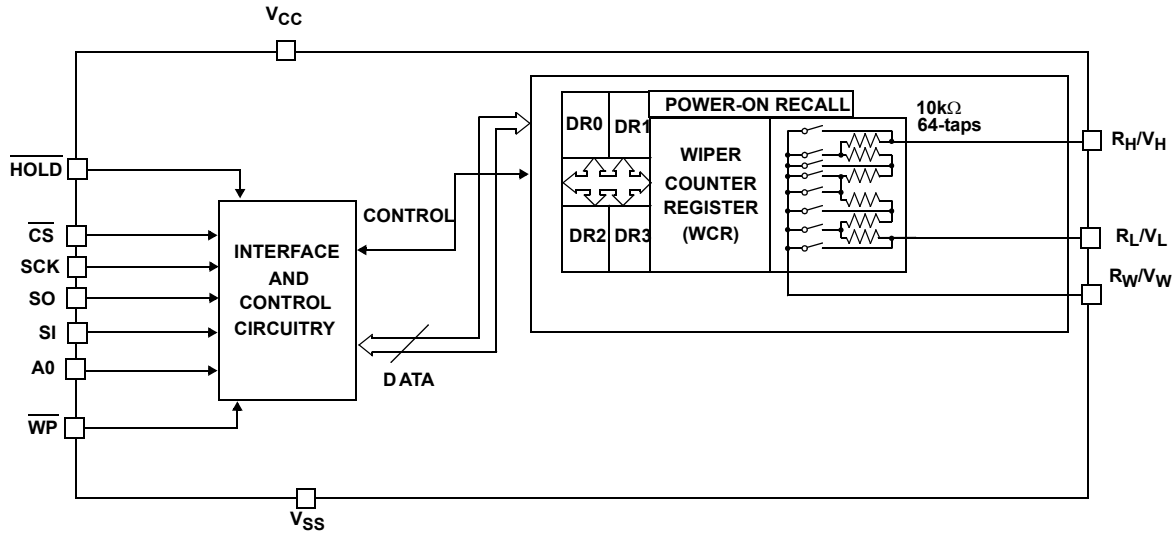 VCC
HOLD
CS
SCK
SO
SI
A0
WP
INTERFACE
AND
CONTROL
CIRCUITRY
CONTROL
DATA
DR0
DR1
DR2
DR3
POWER-ON RECALL
WIPER
COUNTER
REGISTER
(WCR)
10kΩ
64-taps
RH/VH
RL/VL
RW/VW
VSS